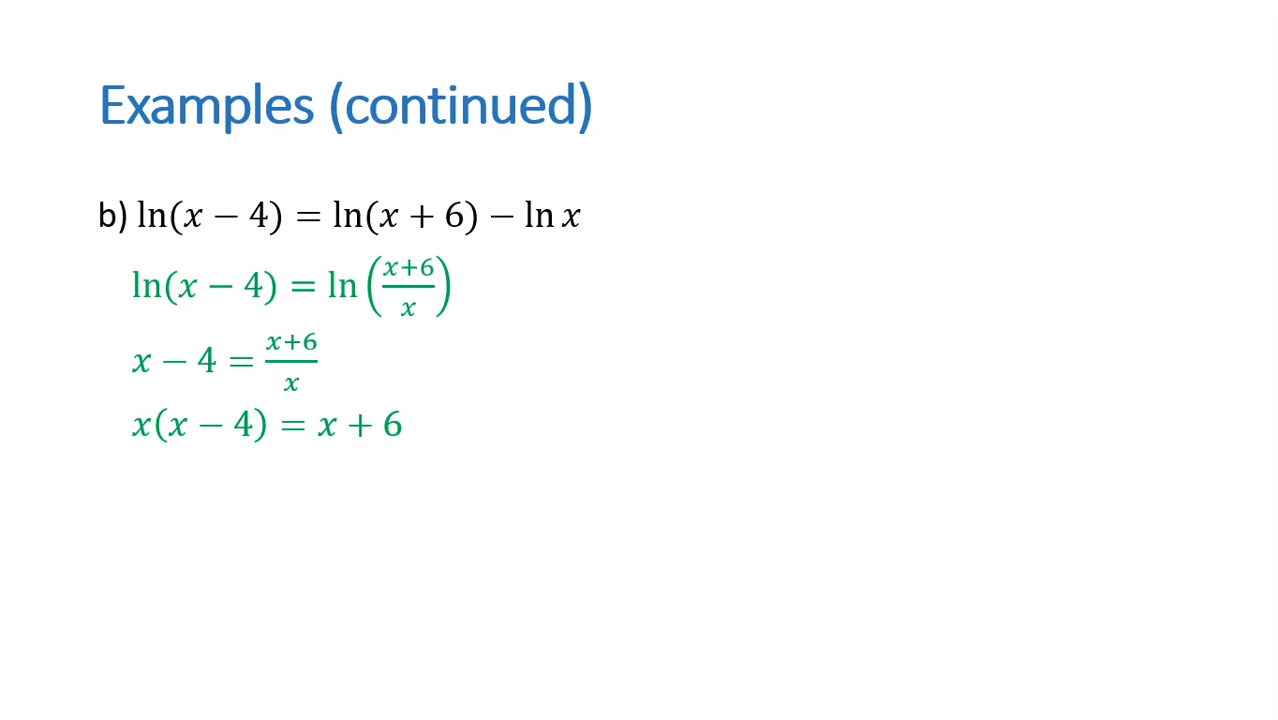 Examples (continued)
b) ln(x − 4) = ln(x + 6) − ln x
ln(x − 4) = ln((x+6)/x)
x − 4 = (x+6)/x
x(x − 4) = x + 6